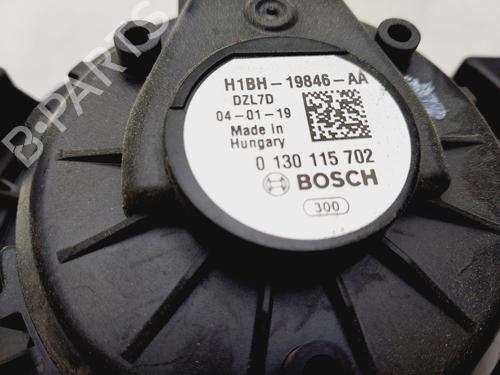 B-PARTS
H1BH-19846-AA
DZL7D
04-01-19
Made in
Hungary
0 130 115 702
BOSCH
300